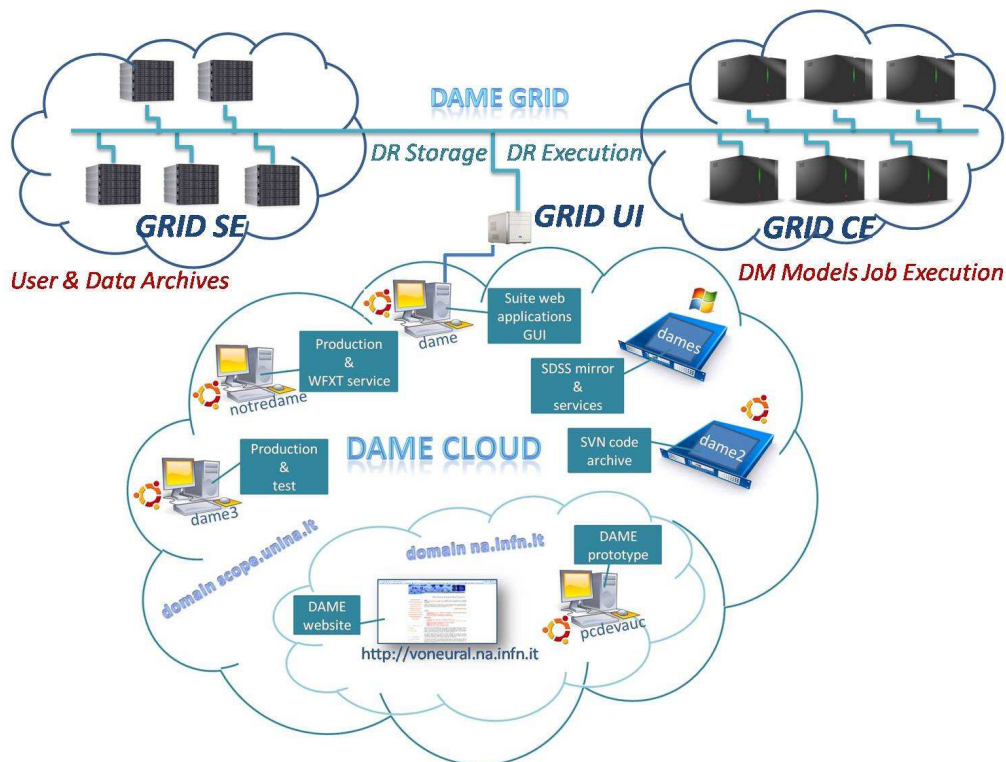 DAME GRID
DR Storage
DR Execution
GRID SE
GRID UI
GRID CE
User & Data Archives
DM Models Job Execution
dame
Suite web
applications
GUI
Production
&
WFXT service
notredame
dames
SDSS mirror
&
services
DAME CLOUD
SVN code
archive
dame2
Production
&
test
dame3
domain scope.unina.it
domain na.infn.it
DAME
prototype
DAME
website
pcdevauc
http://voneural.na.infn.it